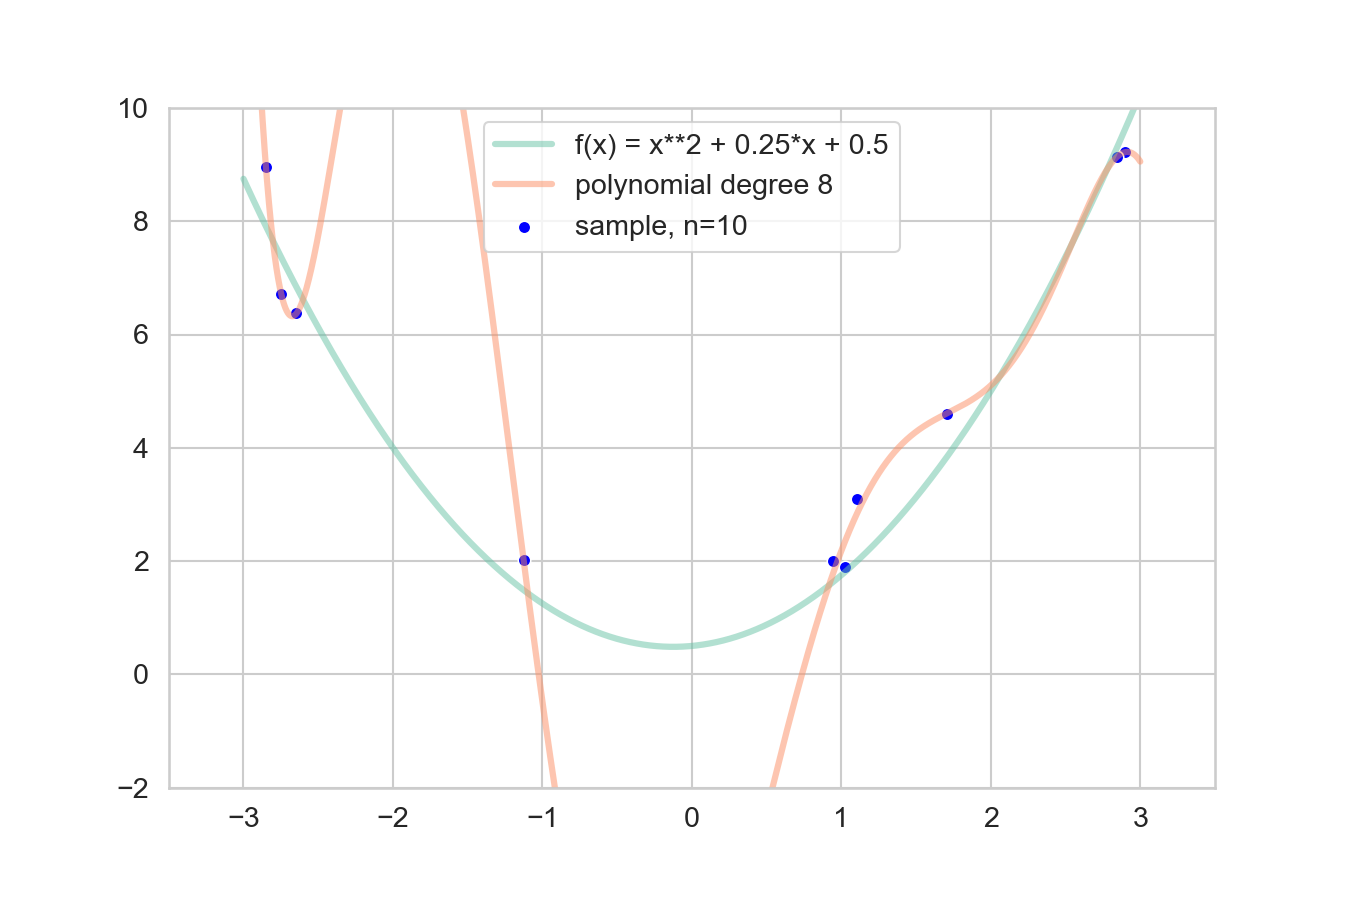 10
8
6
4
2
0
−2
f(x) = x**2 + 0.25*x + 0.5
polynomial degree 8
sample, n=10
−3 −2 −1 0 1 2 3